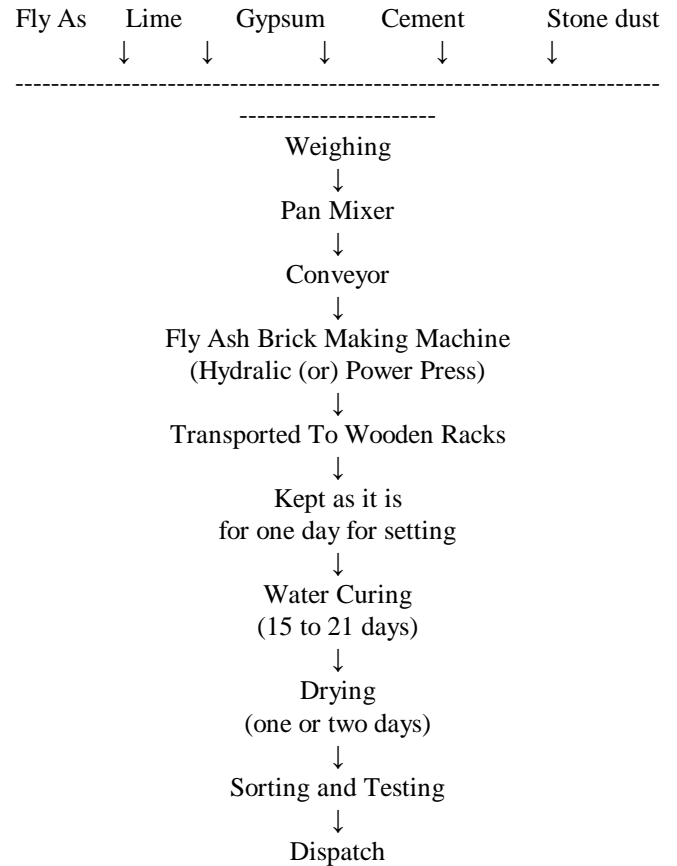 Fly As Lime Gypsum Cement Stone dust
↓ ↓ ↓ ↓ ↓
-------------------------------------------------------------------------
----------------------
Weighing
↓
Pan Mixer
↓
Conveyor
↓
Fly Ash Brick Making Machine
(Hydralic (or) Power Press)
↓
Transported To Wooden Racks
↓
Kept as it is
for one day for setting
↓
Water Curing
(15 to 21 days)
↓
Drying
(one or two days)
↓
Sorting and Testing
↓
Dispatch